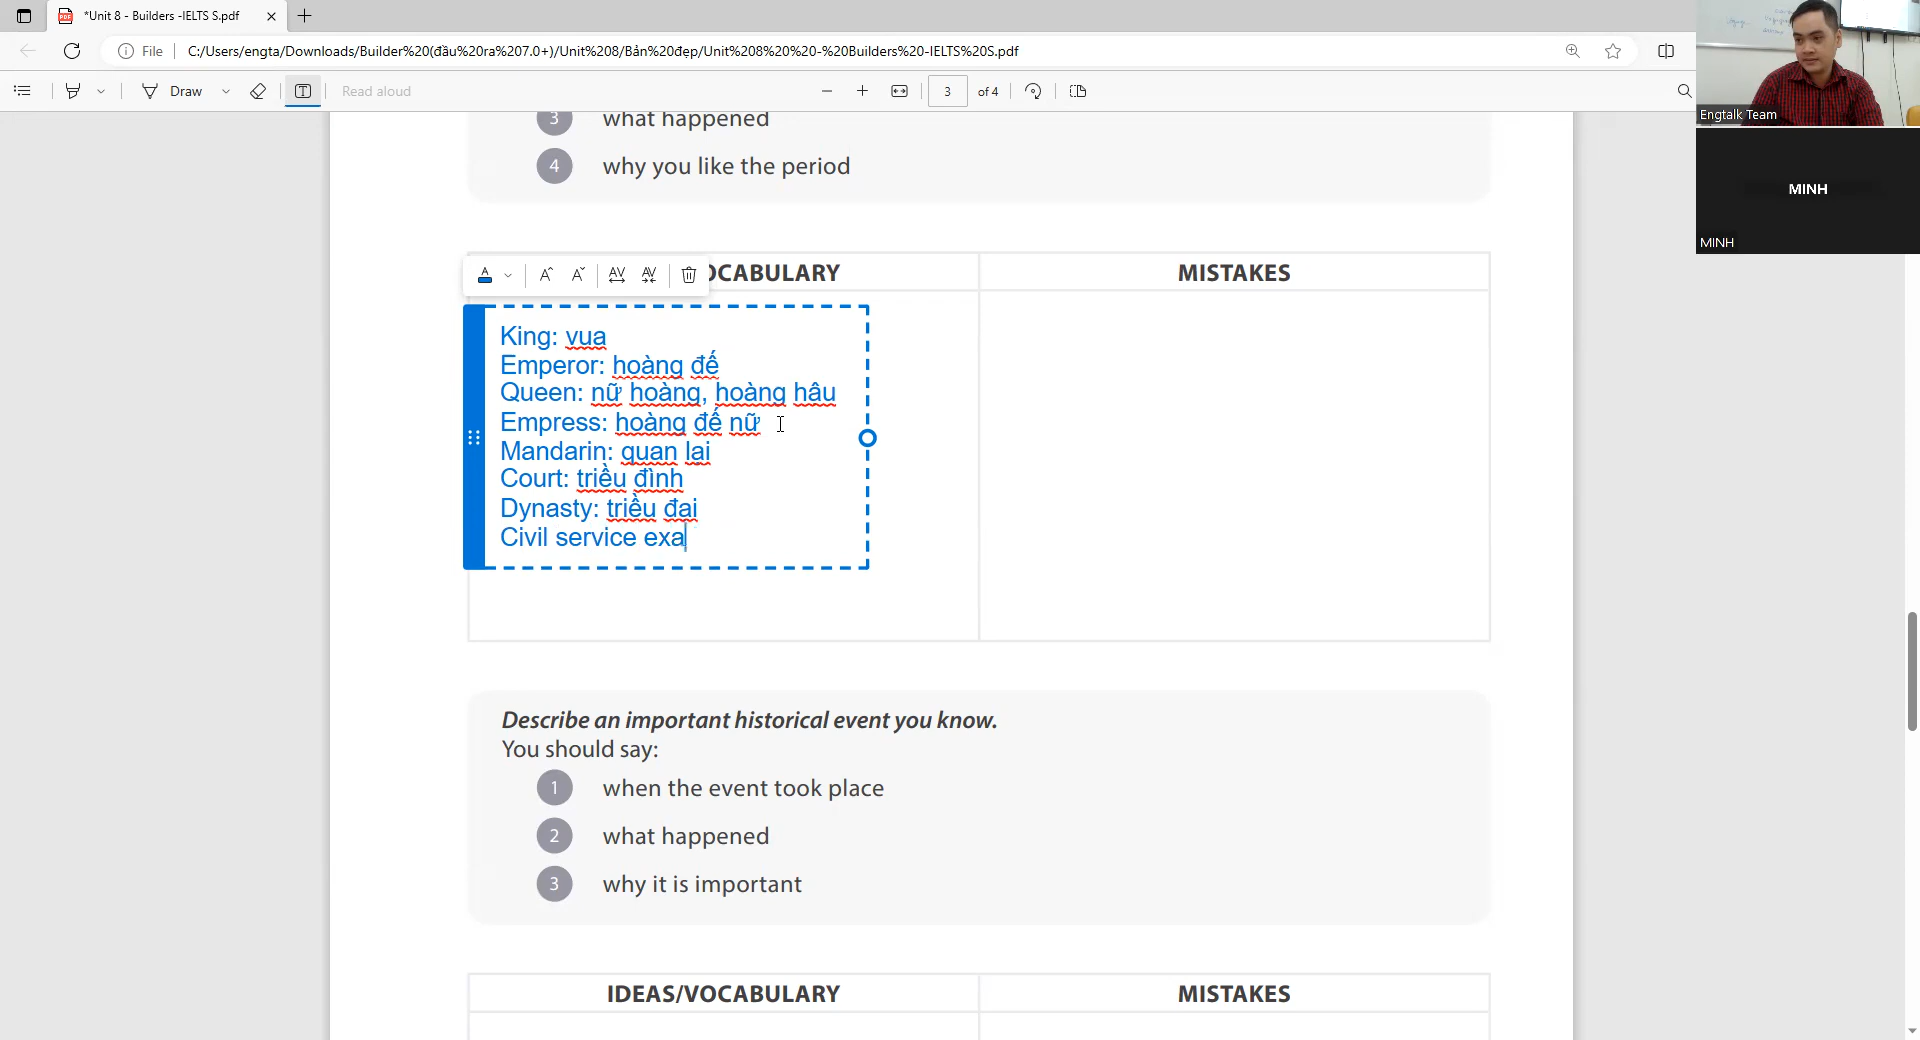 *Unit 8 - Builders -IELTS S.pdf
File
C:/Users/engta/Downloads/Builder%20(đầu%20ra%207.0+)/Unit%208/Bản%20đẹp/Unit%208%20%20-%20Builders%20-IELTS%20S.pdf
Draw
Read aloud
3
of 4
Engtalk Team
MINH
MINH
3 what happened
4 why you like the period
OCABULARY
MISTAKES
King: vua
Emperor: hoàng đế
Queen: nữ hoàng, hoàng hâu
Empress: hoàng đế nữ
Mandarin: quan lại
Court: triều đình
Dynasty: triều đai
Civil service exa
Describe an important historical event you know.
You should say:
1 when the event took place
2 what happened
3 why it is important
IDEAS/VOCABULARY
MISTAKES